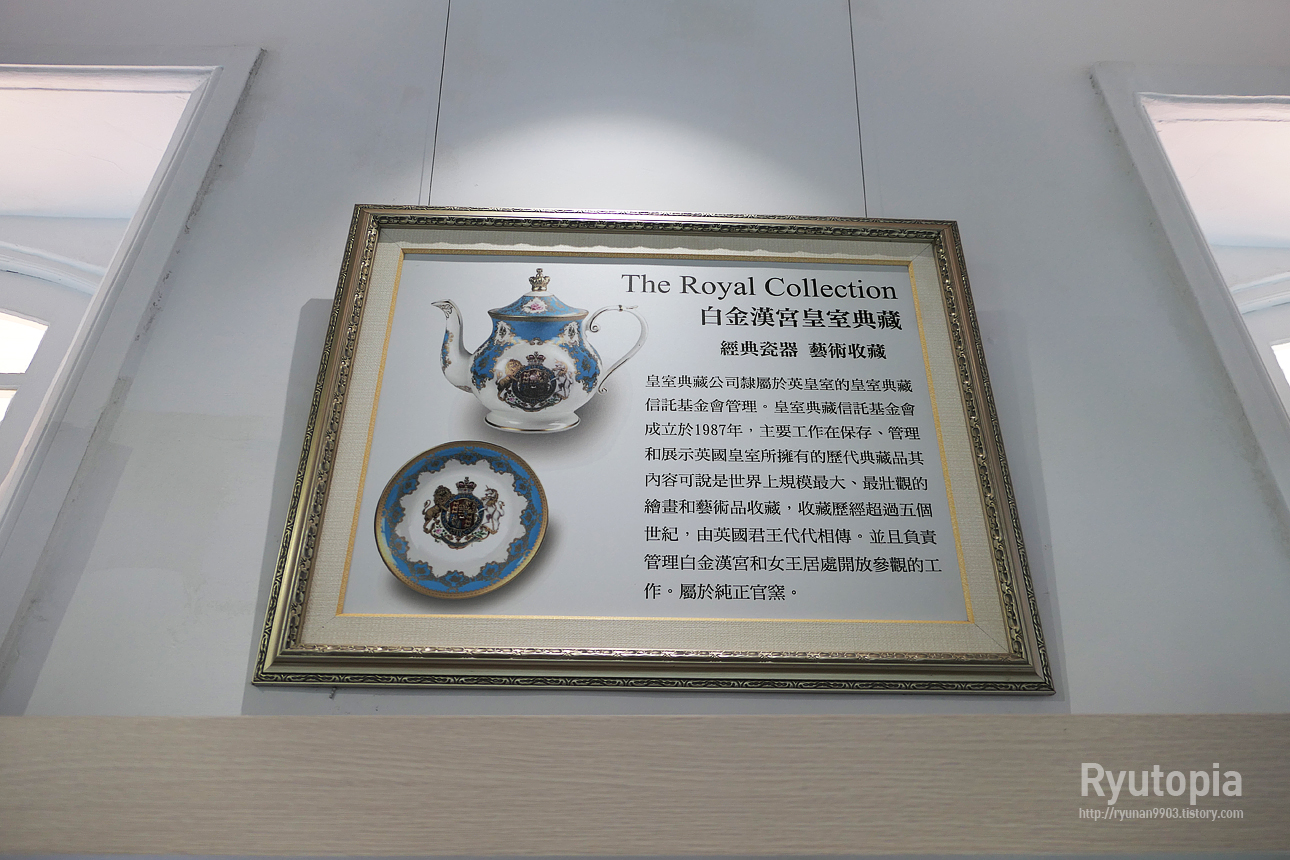 The Royal Collection
白金漢宮皇室典藏
經典瓷器 藝術收藏
皇室典藏公司隸屬於英皇室的皇室典藏
信託基金會管理。皇室典藏信託基金會
成立於1987年，主要工作在保存、管理
和展示英國皇室所擁有的歷代典藏品其
內容可說是世界上規模最大、最壯觀的
繪畫和藝術品收藏，收藏歷經超過五個
世紀，由英國君王代代相傳。並且負責
管理白金漢宮和女王居處開放參觀的工
作。屬於純正官窯。
Ryutopia
http://ryunan9903.tistory.com